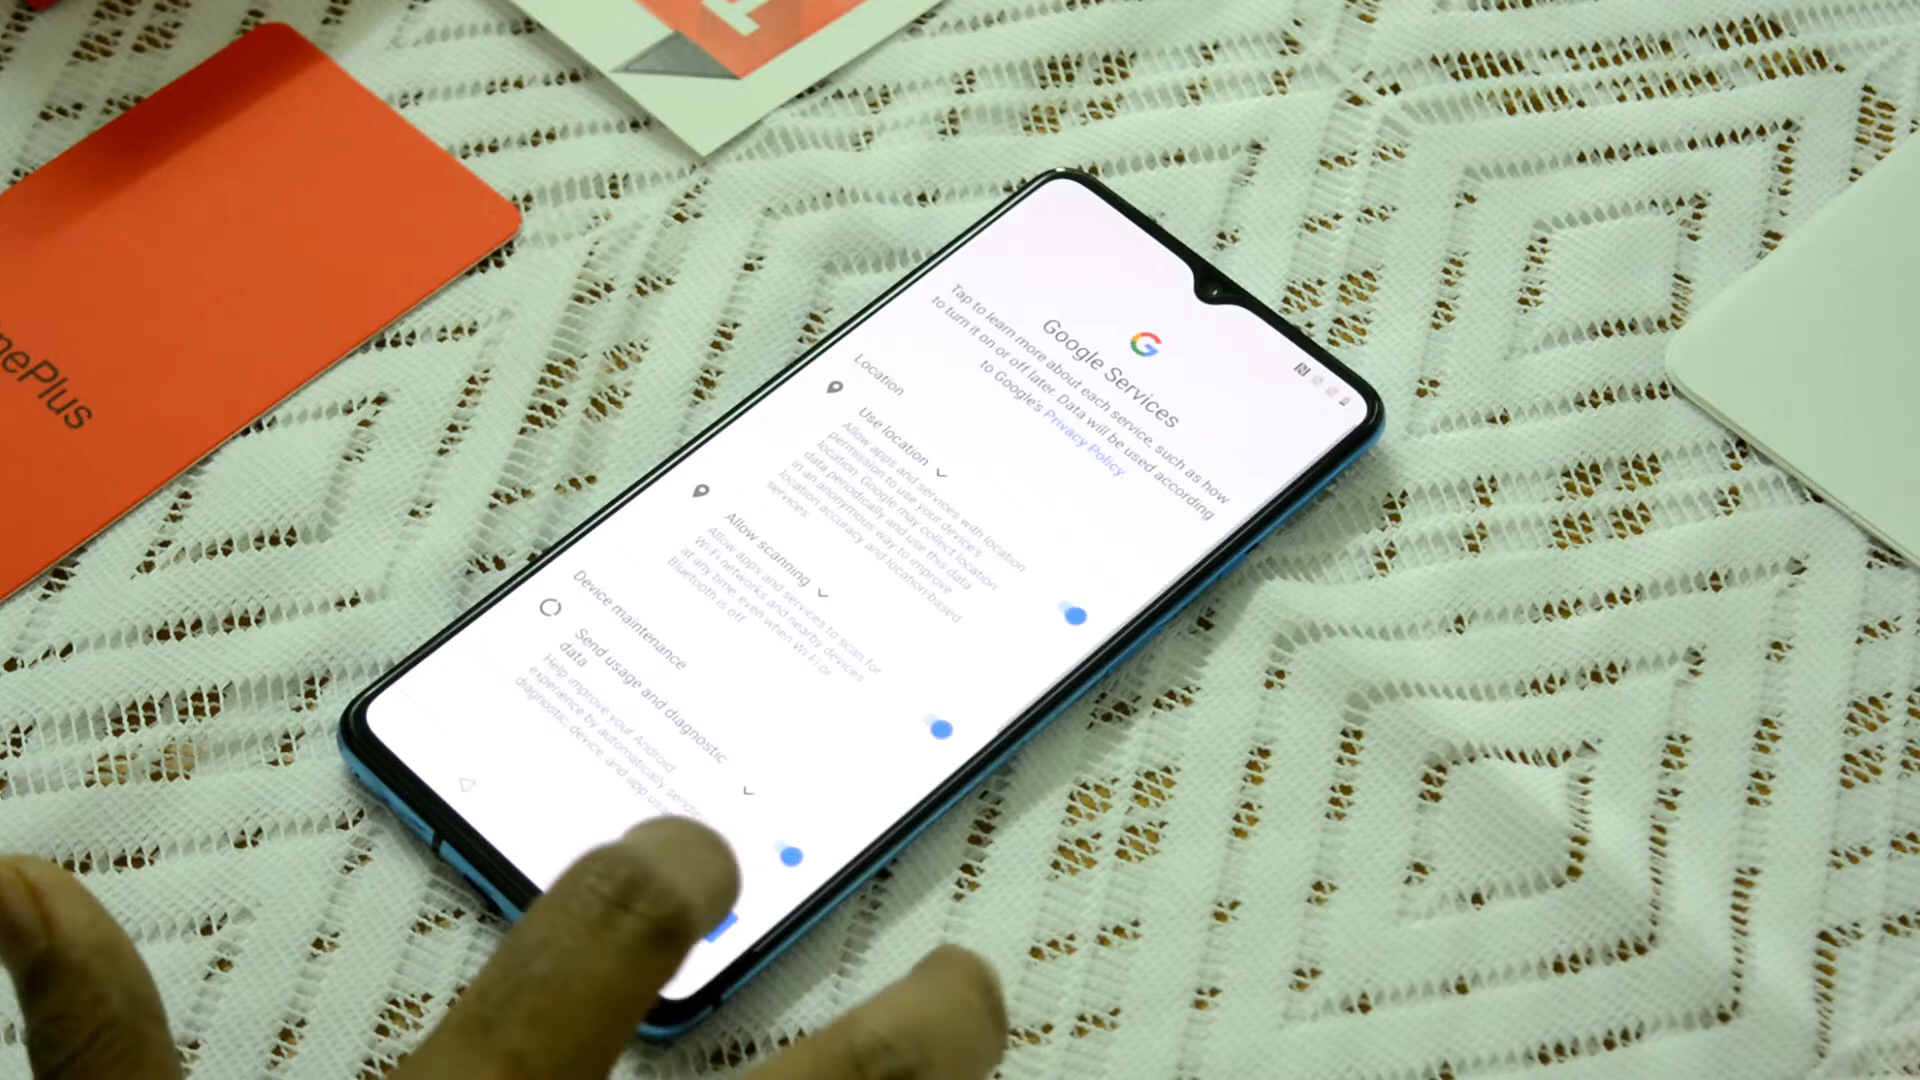 nePlus
Google Services
Tap to learn more about each service, such as how
to turn it on or off later. Data will be used according
to Google's Privacy Policy.
Location
Use location
Allow apps and services with location
permission to use your device's
location. Google may collect location
data periodically and use this data
in an anonymous way to improve
location accuracy and location-based
services.
Allow scanning
Allow apps and services to scan for
Wi-Fi networks and nearby devices
at any time, even when Wi-Fi or
Bluetooth is off.
Device maintenance
Send usage and diagnostic
data
Help improve your Android
experience by automatically sending
diagnostic, device, and app